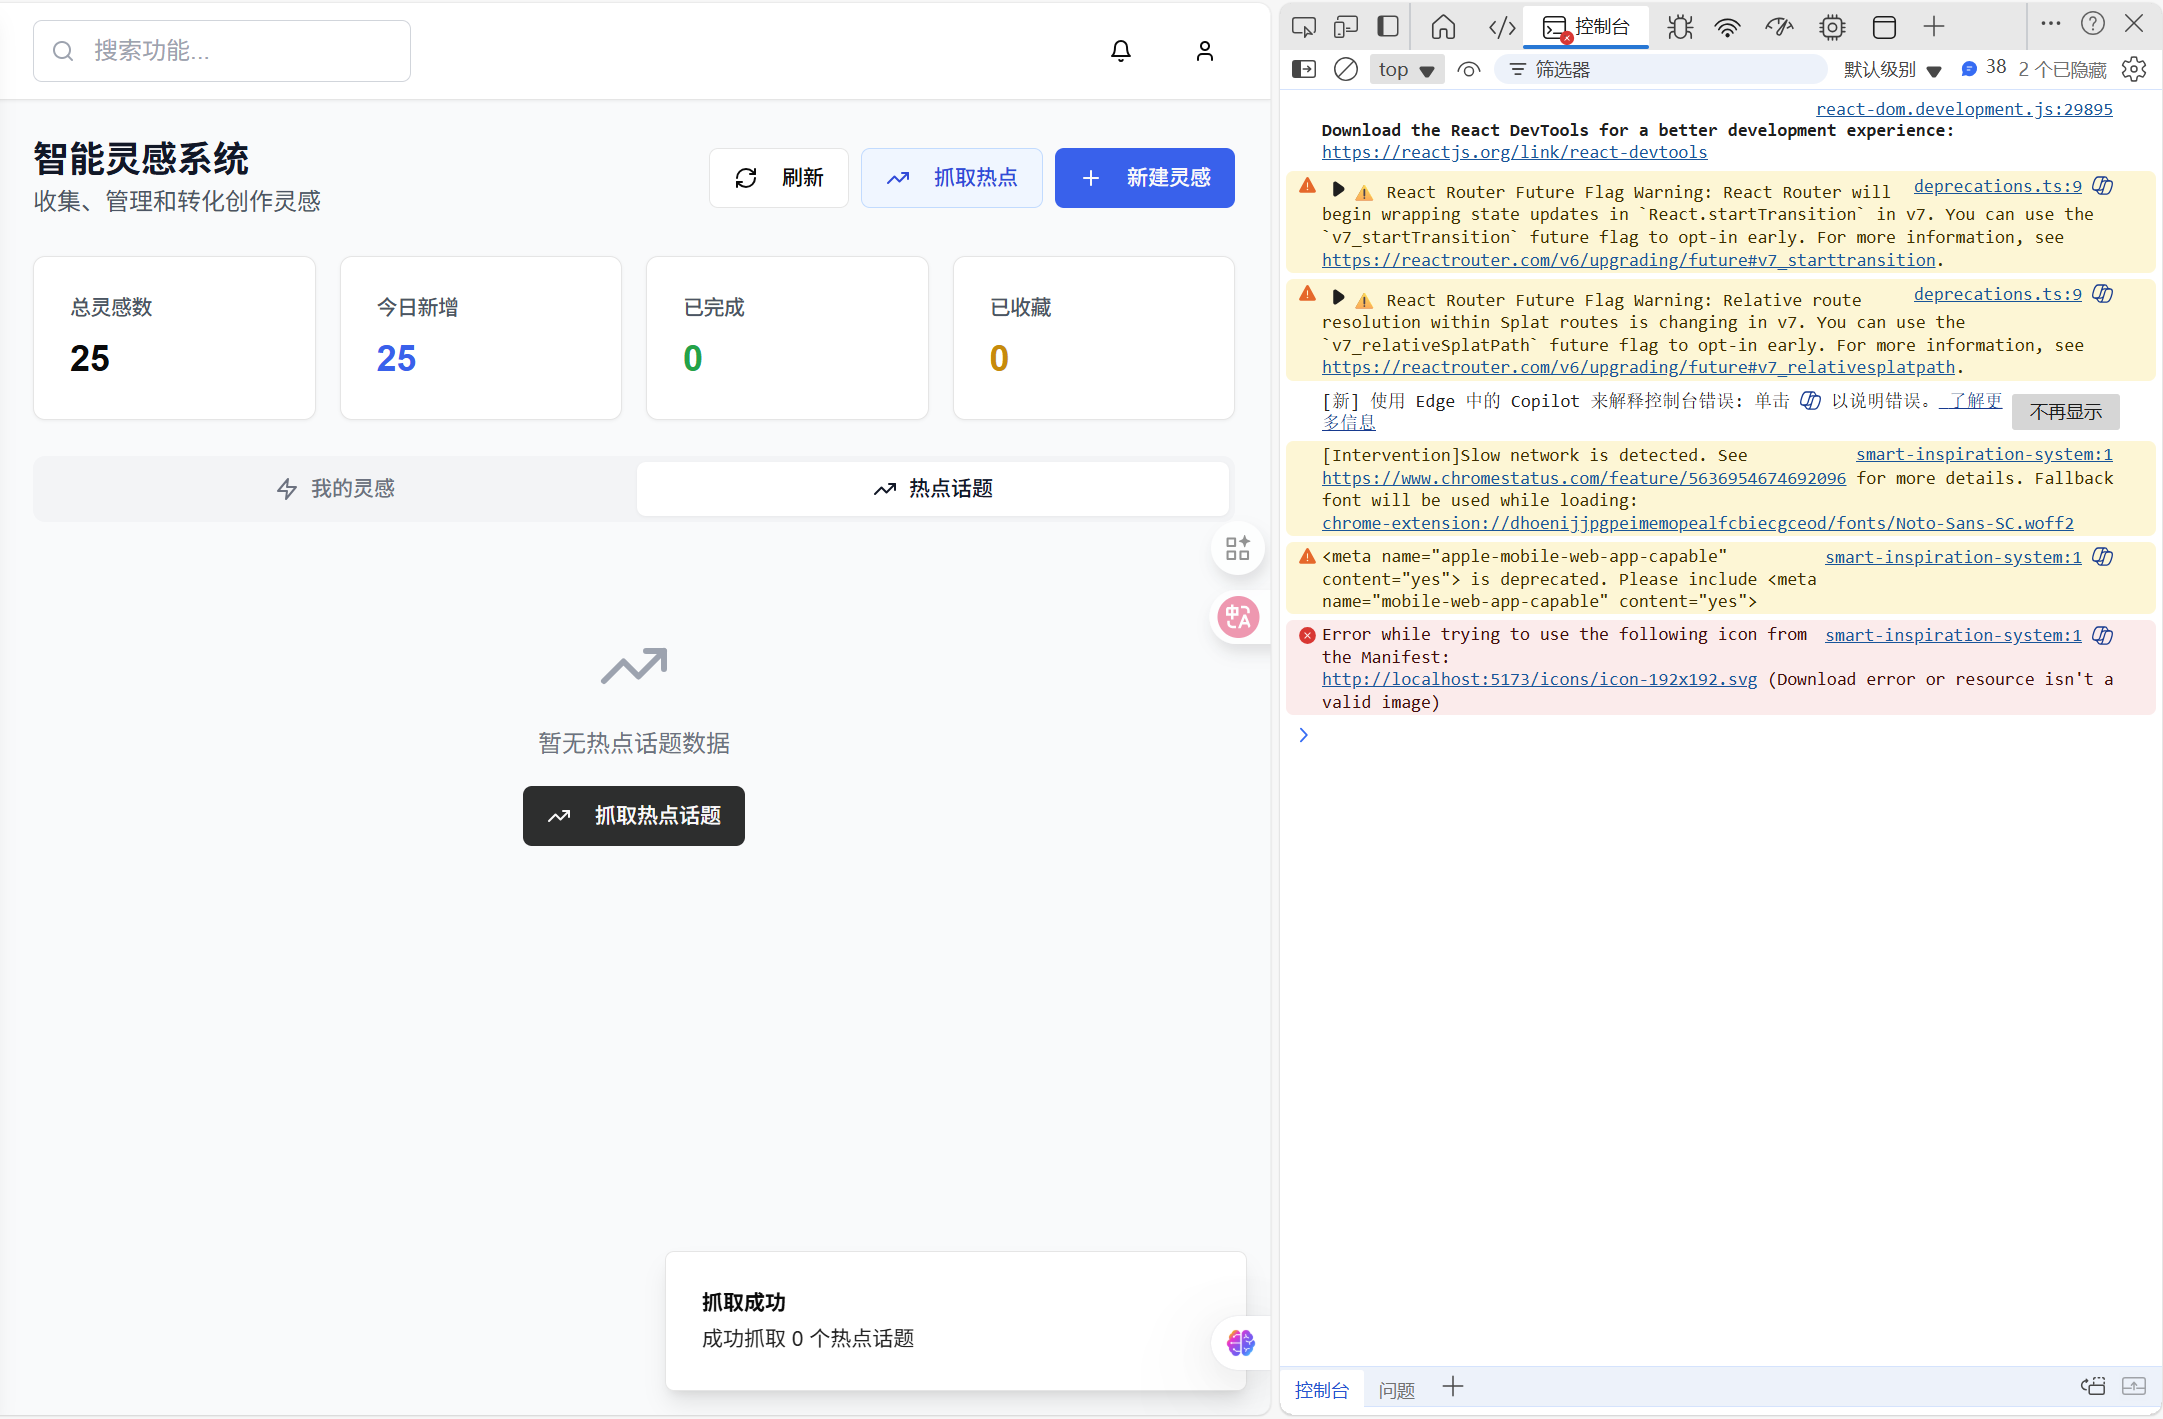 搜索功能...
智能灵感系统
收集、管理和转化创作灵感
刷新
抓取热点
新建灵感
总灵感数
25
今日新增
25
已完成
0
已收藏
0
我的灵感
热点话题
暂无热点话题数据
抓取热点话题
抓取成功
成功抓取 0 个热点话题
控制台
top
筛选器
默认级别
38
2 个已隐藏
react-dom.development.js:29895
Download the React DevTools for a better development experience:
https://reactjs.org/link/react-devtools
React Router Future Flag Warning: React Router will deprecations.ts:9
begin wrapping state updates in `React.startTransition` in v7. You can use the
`v7_startTransition` future flag to opt-in early. For more information, see
https://reactrouter.com/v6/upgrading/future#v7_starttransition.
React Router Future Flag Warning: Relative route deprecations.ts:9
resolution within Splat routes is changing in v7. You can use the
`v7_relativeSplatPath` future flag to opt-in early. For more information, see
https://reactrouter.com/v6/upgrading/future#v7_relativesplatpath.
[新] 使用 Edge 中的 Copilot 来解释控制台错误: 单击 以说明错误。 了解更
多信息
不再显示
[Intervention]Slow network is detected. See smart-inspiration-system:1
https://www.chromestatus.com/feature/5636954674692096 for more details. Fallback
font will be used while loading:
chrome-extension://dhoenijjpgpeimemopealfcbiecgceod/fonts/Noto-Sans-SC.woff2
<meta name="apple-mobile-web-app-capable" smart-inspiration-system:1
content="yes"> is deprecated. Please include <meta
name="mobile-web-app-capable" content="yes">
Error while trying to use the following icon from smart-inspiration-system:1
the Manifest:
http://localhost:5173/icons/icon-192x192.svg (Download error or resource isn't a
valid image)
控制台
问题